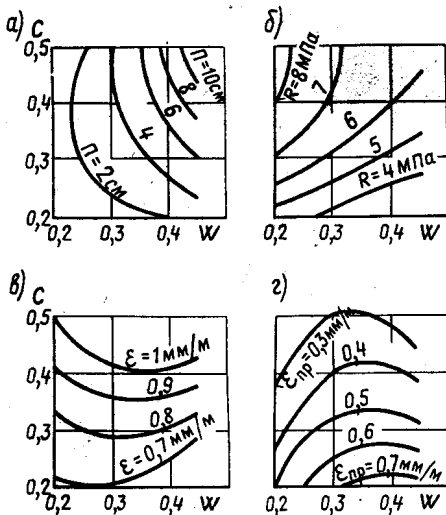 а) С
0,5
0,4
0,3
0,2
П=2см
4
6
8
П=10см
0,2 0,3 0,4 W
б)
R=8МПа
7
6
5
R=4МПа
0,2 0,3 0,4 W
в) С
0,5
0,4
0,3
0,2
ε=1мм/м
0,9
0,8
ε=0,7мм/м
0,2 0,3 0,4 W
г)
εпр=0,3мм/м
0,4
0,5
0,6
εпр=0,7мм/м
0,2 0,3 0,4 W